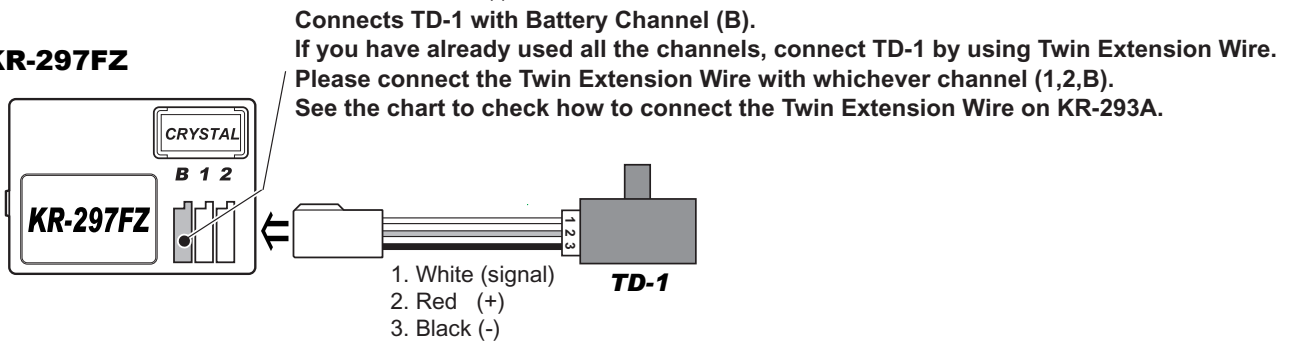 Connects TD-1 with Battery Channel (B).
If you have already used all the channels, connect TD-1 by using Twin Extension Wire.
KR-297FZ
Please connect the Twin Extension Wire with whichever channel (1,2,B).
See the chart to check how to connect the Twin Extension Wire on KR-293A.
CRYSTAL
B 1 2
KR-297FZ
1
2
3
1. White (signal)
2. Red (+)
3. Black (-)
TD-1